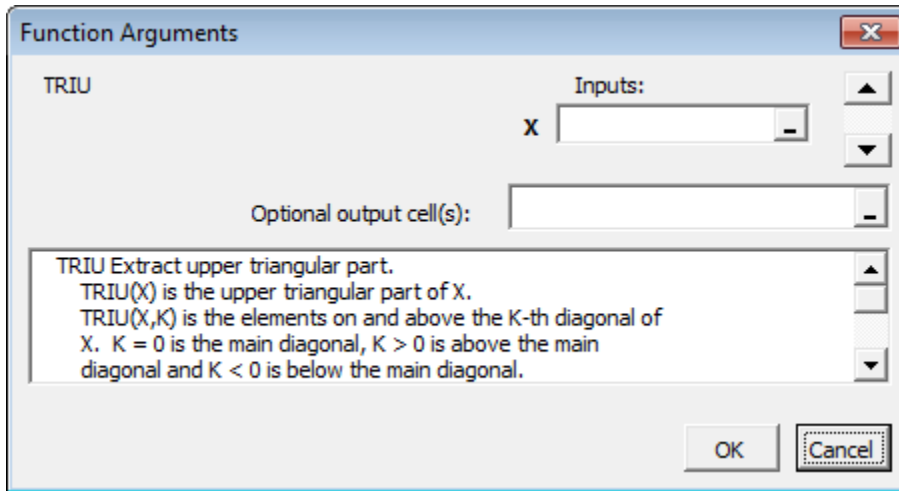 Function Arguments
TRIU
Inputs:
X
Optional output cell(s):
TRIU Extract upper triangular part.
TRIU(X) is the upper triangular part of X.
TRIU(X,K) is the elements on and above the K-th diagonal of
X.  K = 0 is the main diagonal, K > 0 is above the main
diagonal and K < 0 is below the main diagonal.
OK
Cancel